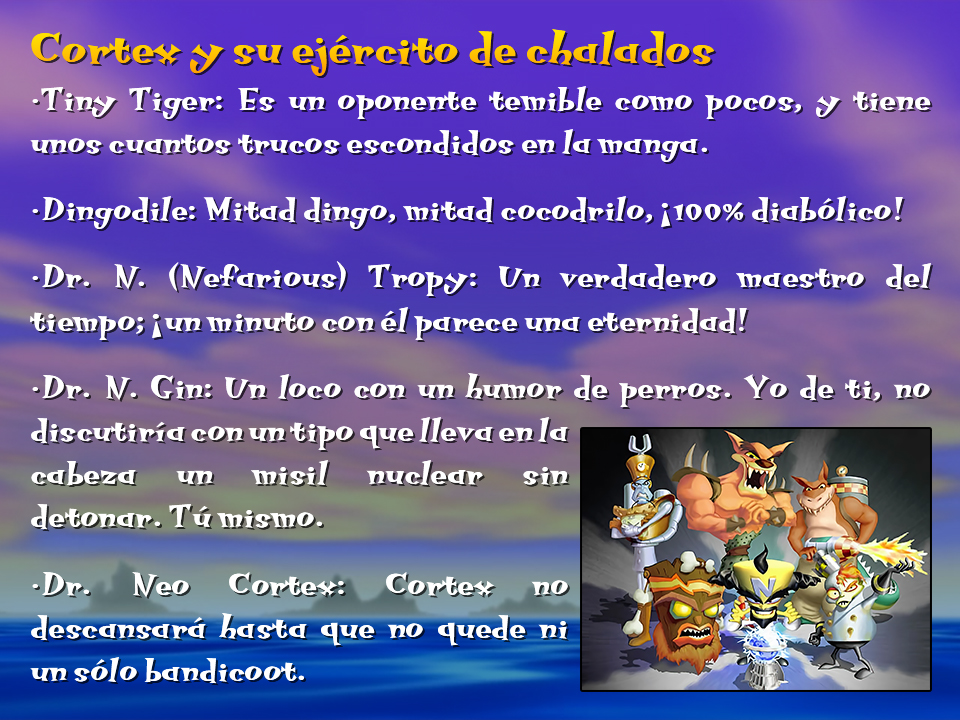 Cortex y su ejército de chalados
·Tiny Tiger: Es un oponente temible como pocos, y tiene
unos cuantos trucos escondidos en la manga.
·Dingodile: Mitad dingo, mitad cocodrilo, ¡100% diabólico!
·Dr. N. (Nefarious) Tropy: Un verdadero maestro del
tiempo; ¡un minuto con él parece una eternidad!
·Dr. N. Gin: Un loco con un humor de perros. Yo de ti, no
discutiría con un tipo que lleva en la
cabeza un misil nuclear sin
detonar. Tú mismo.
·Dr. Neo Cortex: Cortex no
descansará hasta que no quede ni
un sólo bandicoot.
N